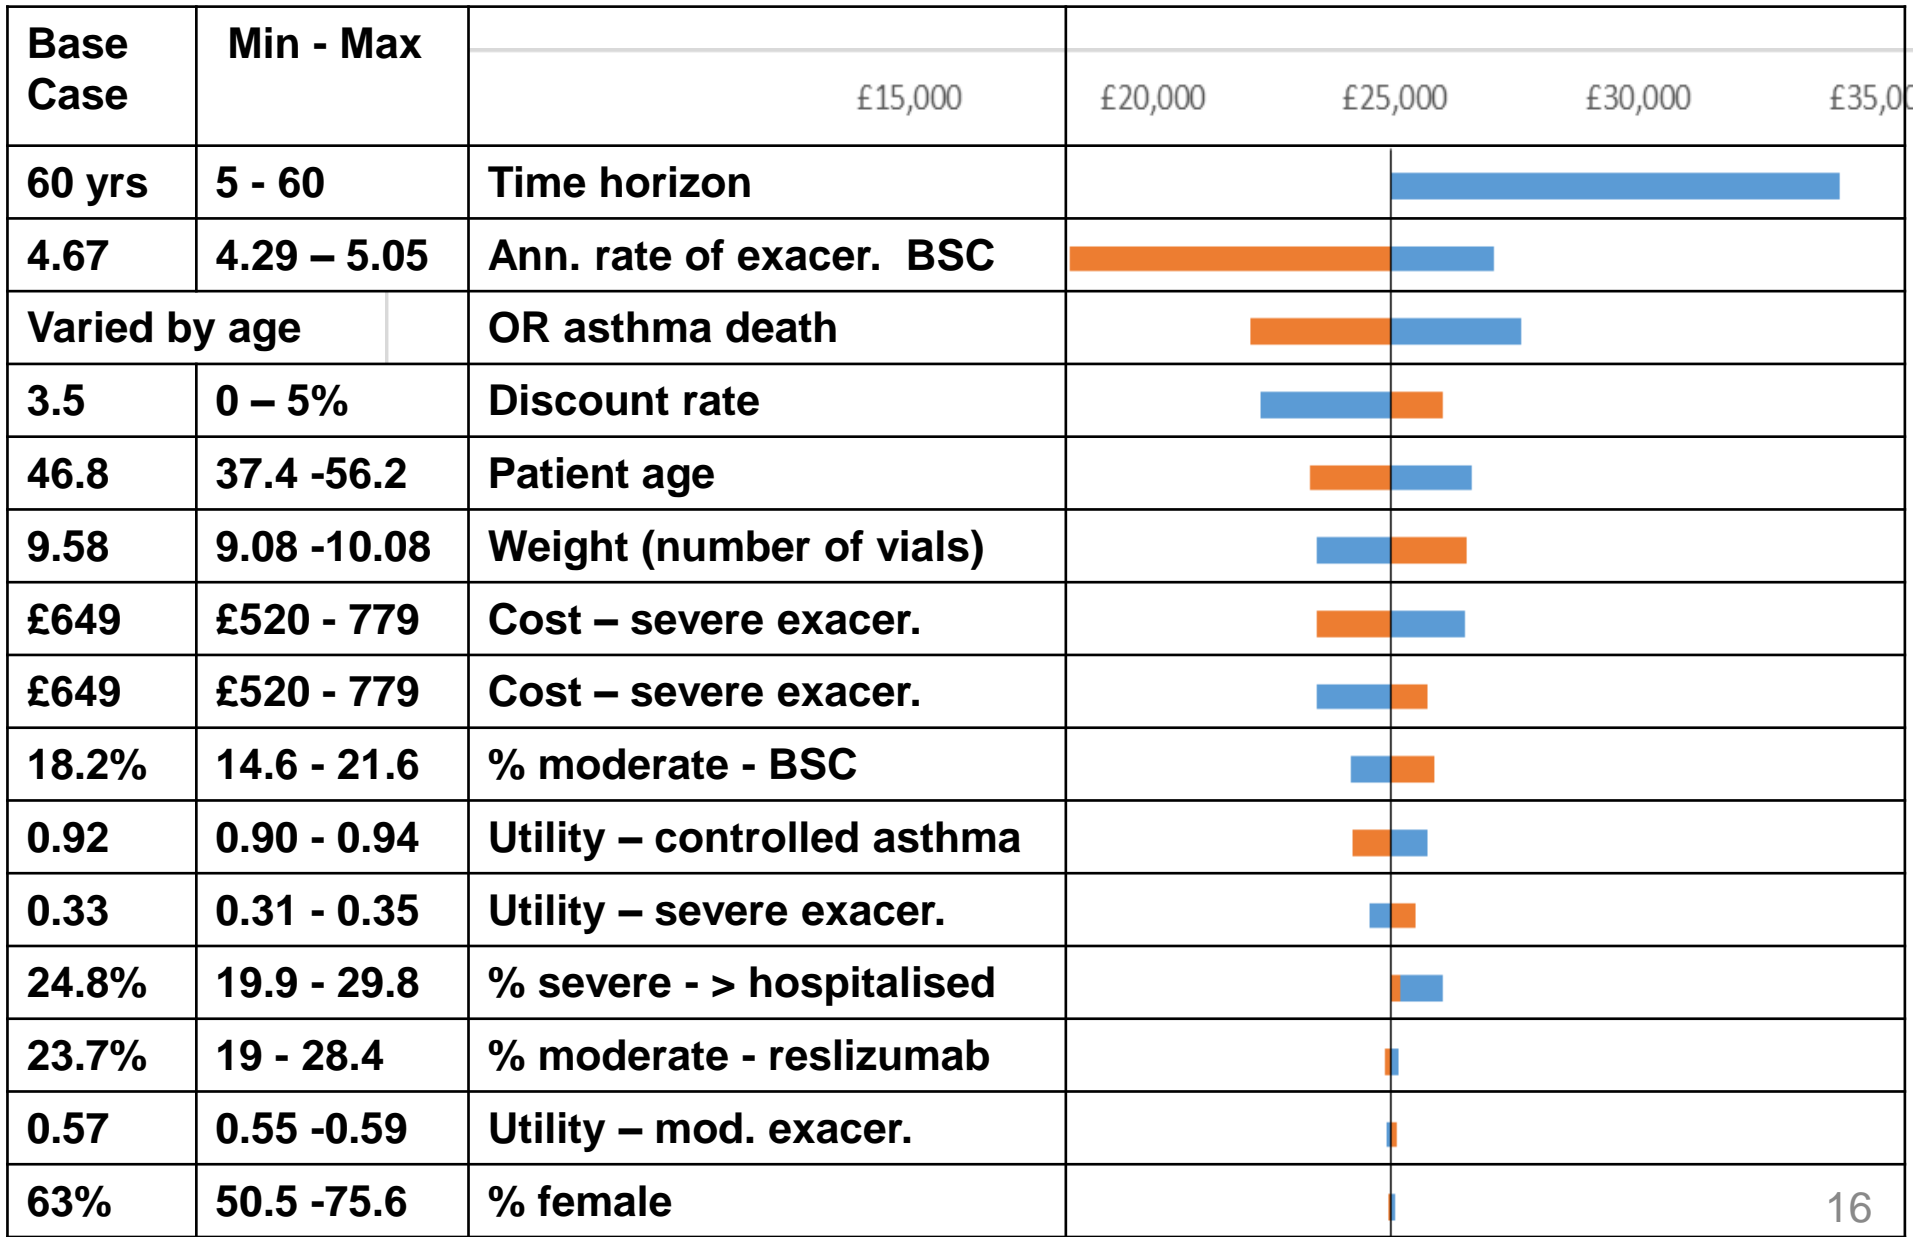 Base Case
Min - Max
£15,000 £20,000 £25,000 £30,000 £35,00
60 yrs 5 - 60 Time horizon
4.67 4.29 – 5.05 Ann. rate of exacer. BSC
Varied by age OR asthma death
3.5 0 – 5% Discount rate
46.8 37.4 -56.2 Patient age
9.58 9.08 -10.08 Weight (number of vials)
£649 £520 - 779 Cost – severe exacer.
£649 £520 - 779 Cost – severe exacer.
18.2% 14.6 - 21.6 % moderate - BSC
0.92 0.90 - 0.94 Utility – controlled asthma
0.33 0.31 - 0.35 Utility – severe exacer.
24.8% 19.9 - 29.8 % severe - > hospitalised
23.7% 19 - 28.4 % moderate - reslizumab
0.57 0.55 -0.59 Utility – mod. exacer.
63% 50.5 -75.6 % female
16